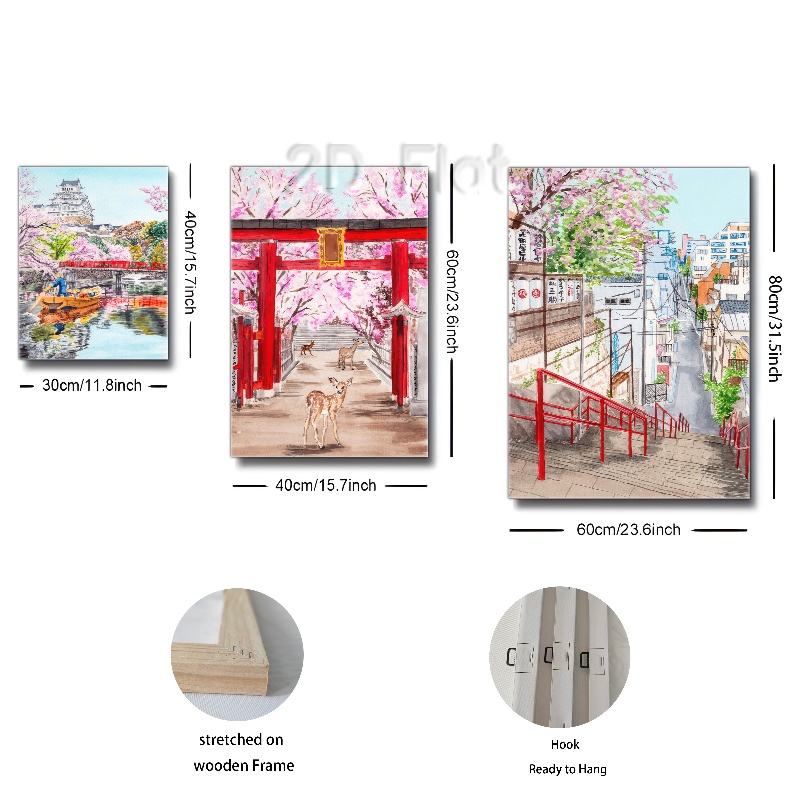 2D Flat
40cm/15.7inch
30cm/11.8inch
60cm/23.6inch
40cm/15.7inch
80cm/31.5inch
60cm/23.6inch
stretched on
wooden Frame
Hook
Ready to Hang